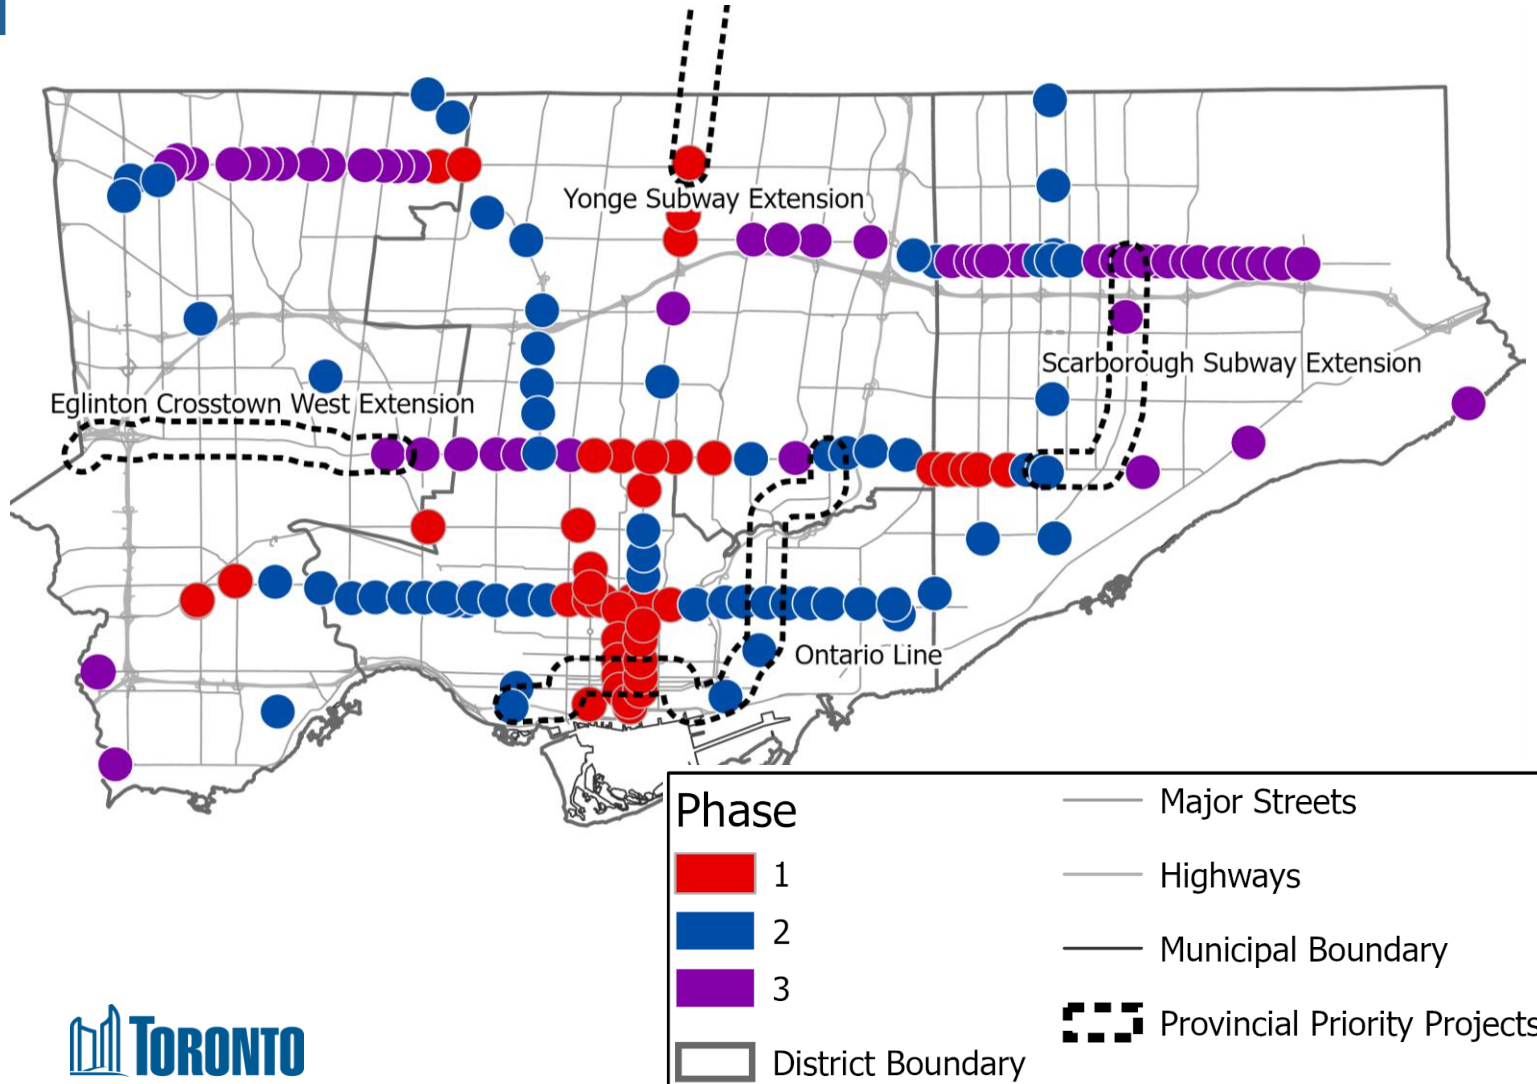 Yonge Subway Extension
Scarborough Subway Extension
Eglinton Crosstown West Extension
Ontario Line
Phase
1
2
3
District Boundary
Major Streets
Highways
Municipal Boundary
Provincial Priority Projects
TORONTO